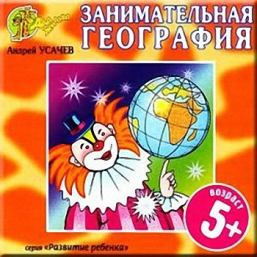 ЗАНИМАТЕЛЬНАЯ
ГЕОГРАФИЯ
Андрей УСАЧЕВ
возраст
5+
серия «Развитие ребенка»